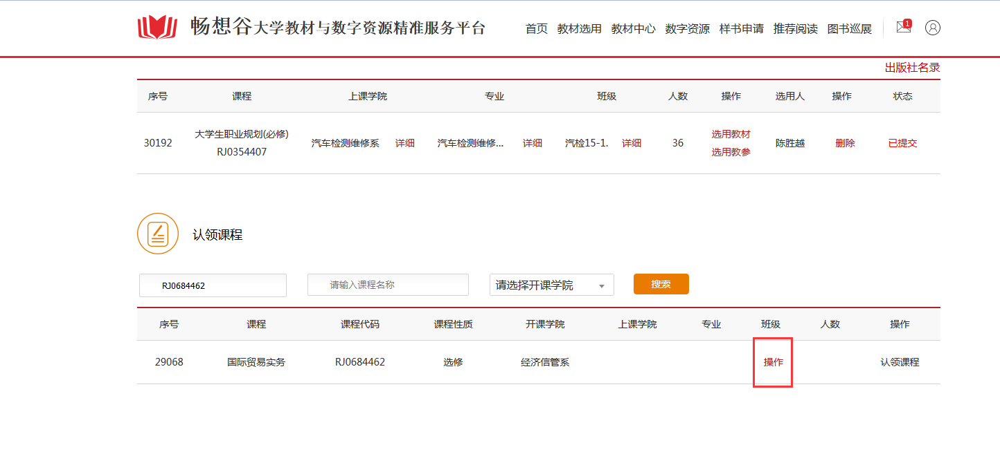 畅想谷大学教材与数字资源精准服务平台
首页 教材选用 教材中心 数字资源 样书申请 推荐阅读 图书巡展 1
出版社名录
序号 课程 上课学院 专业 班级 人数 操作 选用人 操作 状态
30192 大学生职业规划(必修) RJ0354407 汽车检测维修系 详细 汽车检测维修... 详细 汽检15-1. 详细 36 选用教材 选用教参 陈胜越 删除 已提交
认领课程
RJ0684462 请输入课程名称 请选择开课学院 搜索
序号 课程 课程代码 课程性质 开课学院 上课学院 专业 班级 人数 操作
29068 国际贸易实务 RJ0684462 选修 经济信管系 操作 认领课程